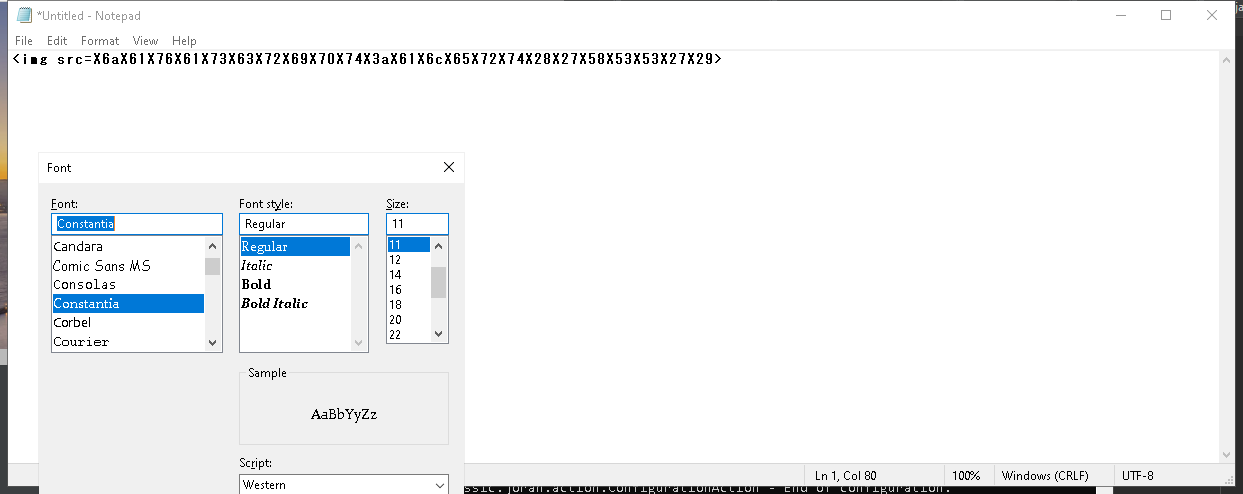 *Untitled - Notepad
File Edit Format View Help
<img src=X6aX61X76X61X73X63X72X69X70X74X3aX61X6cX65X72X74X28X27X58X53X53X27X29>
Font
Font: Font style: Size:
Constantia Regular 11
Candara Regular 11
Comic Sans MS Italic 12
Consolas Bold 14
Constantia Bold Italic 16
Corbel 18
Courier 20
22
Sample
AaBbYyZz
Script:
Western
Ln 1, Col 80 100% Windows (CRLF) UTF-8
ssic.joran.action.ConfigurationAction - End of configuration.